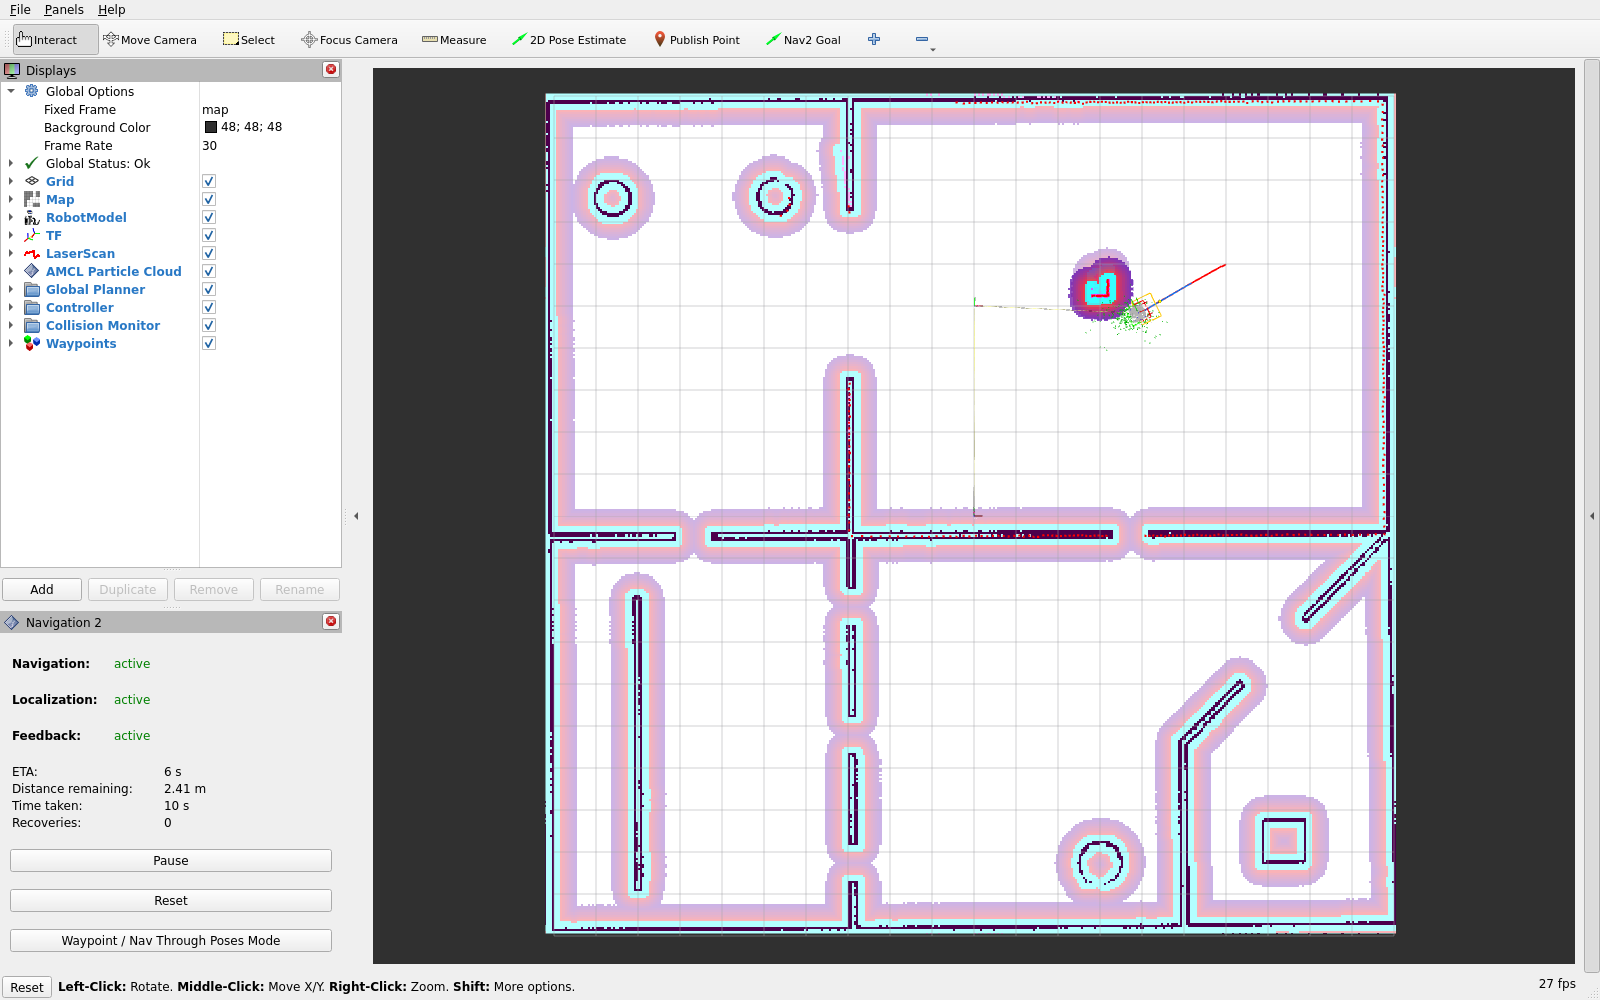 File Panels Help
Interact Move Camera Select Focus Camera Measure 2D Pose Estimate Publish Point Nav2 Goal
Displays
Global Options
Fixed Frame map
Background Color 48; 48; 48
Frame Rate 30
Global Status: Ok
Grid
Map
RobotModel
TF
LaserScan
AMCL Particle Cloud
Global Planner
Controller
Collision Monitor
Waypoints
Add Duplicate Remove Rename
Navigation 2
Navigation: active
Localization: active
Feedback: active
ETA: 6 s
Distance remaining: 2.41 m
Time taken: 10 s
Recoveries: 0
Pause
Reset
Waypoint / Nav Through Poses Mode
Reset Left-Click: Rotate. Middle-Click: Move X/Y. Right-Click: Zoom. Shift: More options. 27 fps